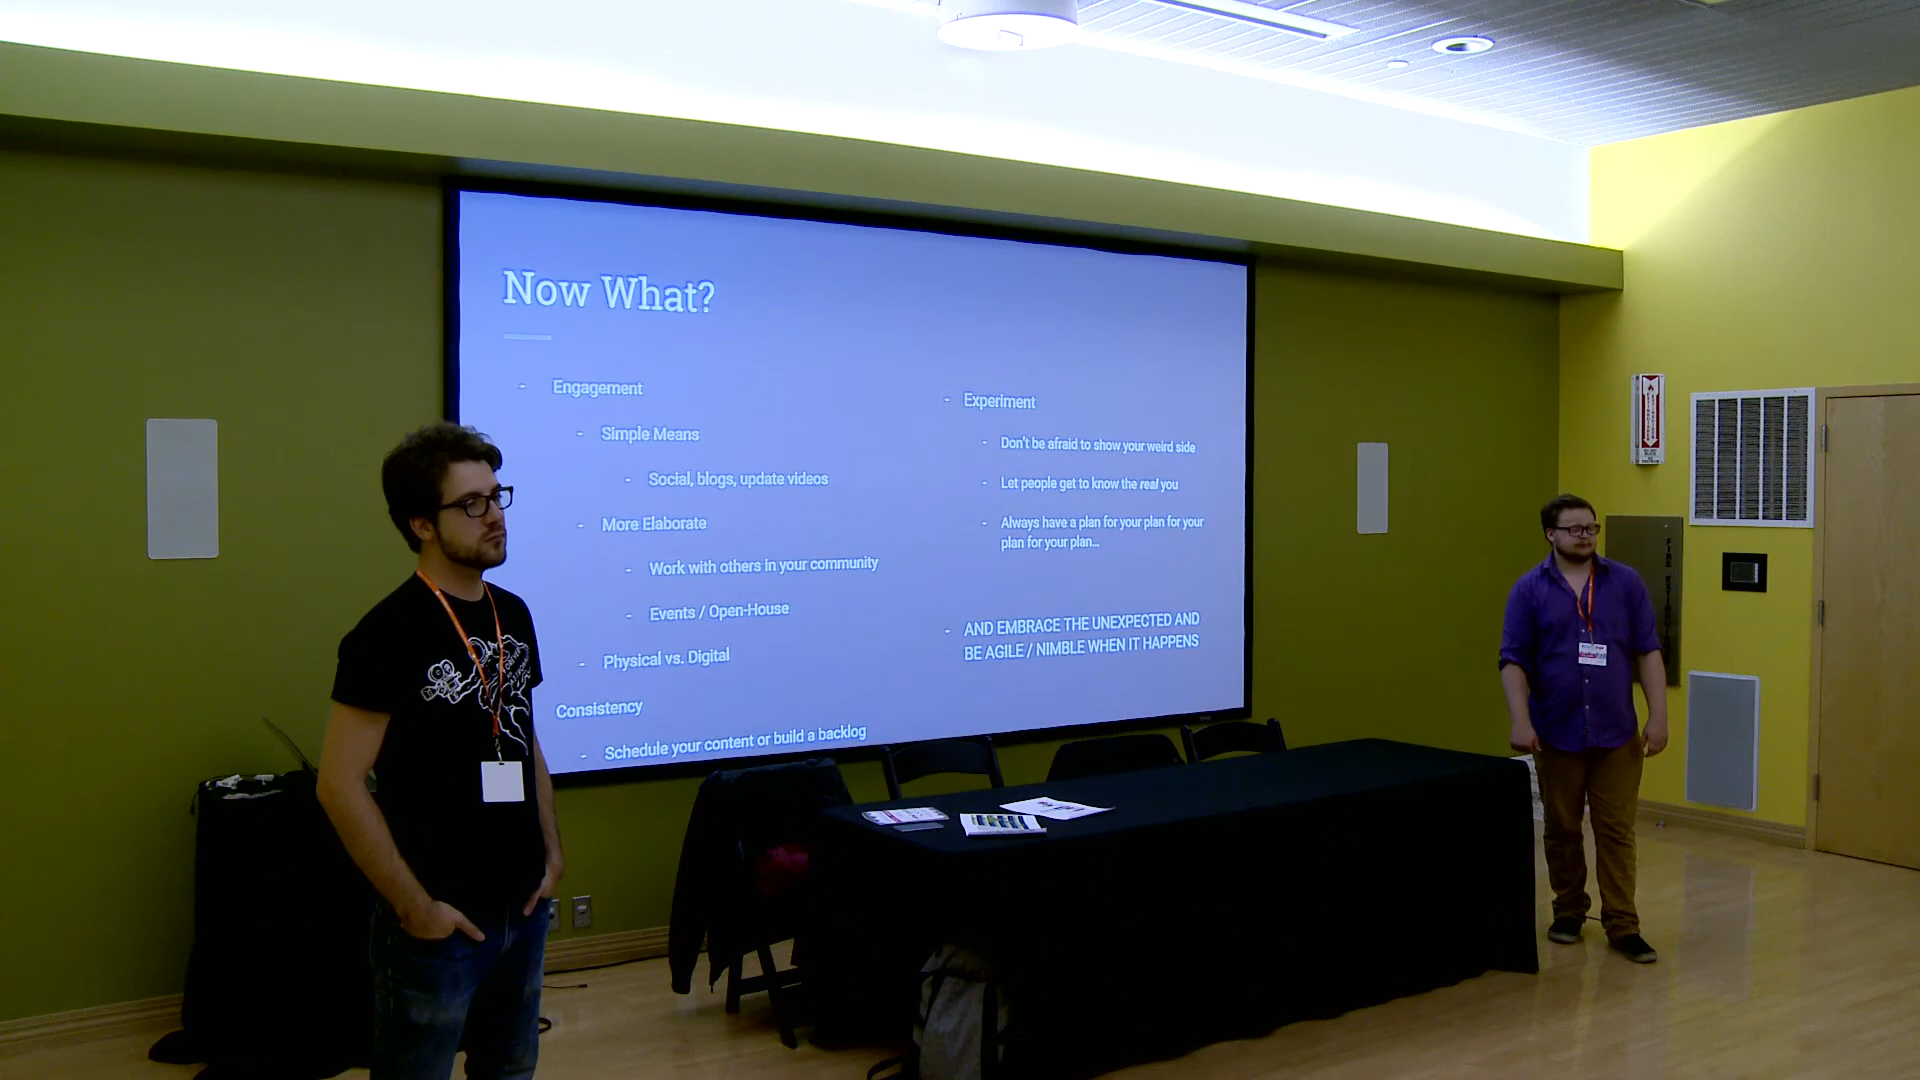 Now What?
- Engagement
- Simple Means
- Social, blogs, update videos
- More Elaborate
- Work with others in your community
- Events / Open-House
- Physical vs. Digital
Consistency
- Schedule your content or build a backlog
- Experiment
- Don't be afraid to show your weird side
- Let people get to know the real you
- Always have a plan for your plan for your
plan for your plan...
- AND EMBRACE THE UNEXPECTED AND
BE AGILE / NIMBLE WHEN IT HAPPENS
FIRE